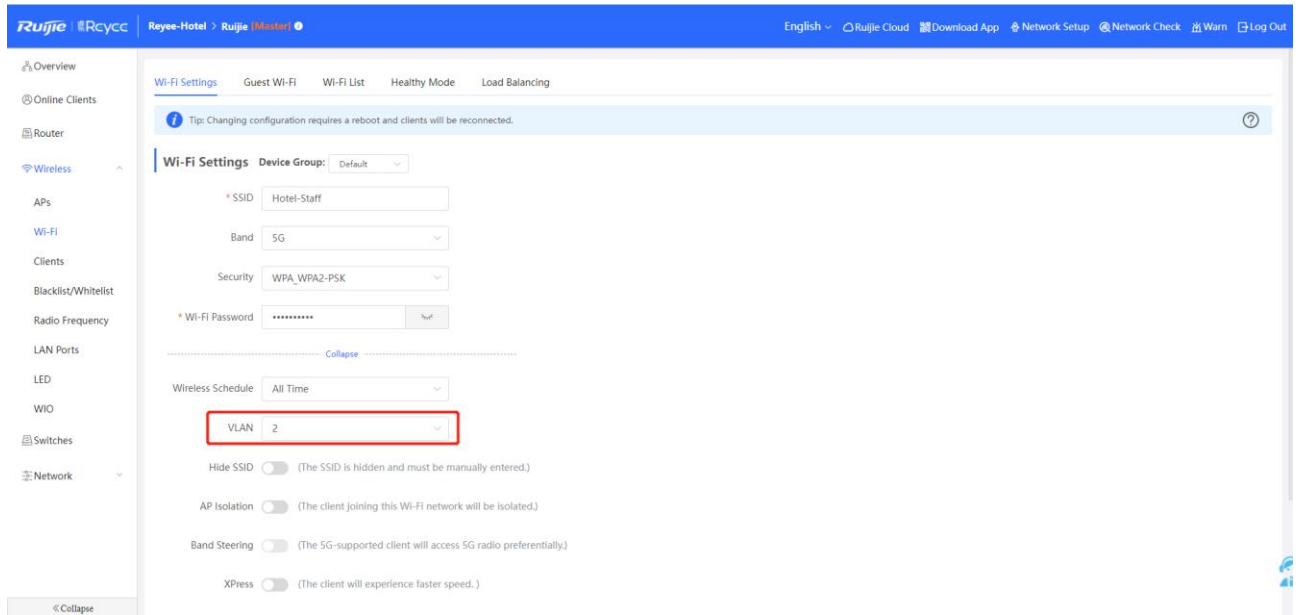 Ruijie | Reyee Reyee-Hotel > Ruijie [Master] English Ruijie Cloud Download App Network Setup Network Check Warn Log Out
Overview
Online Clients
Router
Wireless
APs
Wi-Fi
Clients
Blacklist/Whitelist
Radio Frequency
LAN Ports
LED
WIO
Switches
Network
« Collapse
Wi-Fi Settings Guest Wi-Fi Wi-Fi List Healthy Mode Load Balancing
Tip: Changing configuration requires a reboot and clients will be reconnected.
Wi-Fi Settings Device Group: Default
* SSID Hotel-Staff
Band 5G
Security WPA_WPA2-PSK
* Wi-Fi Password ••••••••••
Collapse
Wireless Schedule All Time
VLAN 2
Hide SSID (The SSID is hidden and must be manually entered.)
AP Isolation (The client joining this Wi-Fi network will be isolated.)
Band Steering (The 5G-supported client will access 5G radio preferentially.)
XPress (The client will experience faster speed. )